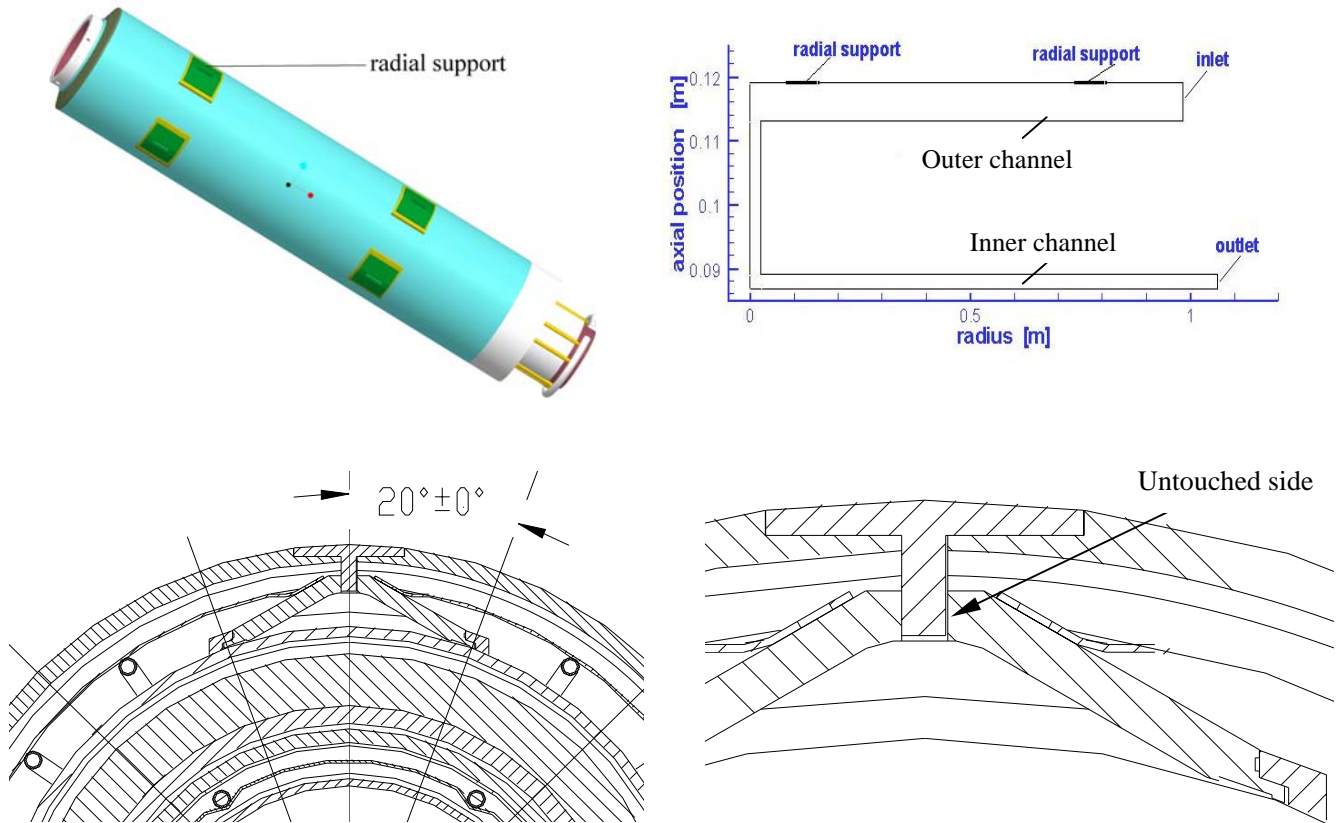 radial support
radial support
radial support
inlet
0.12
0.11
0.1
0.09
axial position [m]
Outer channel
Inner channel
outlet
0
0.5
1
radius [m]
20°±0°
Untouched side